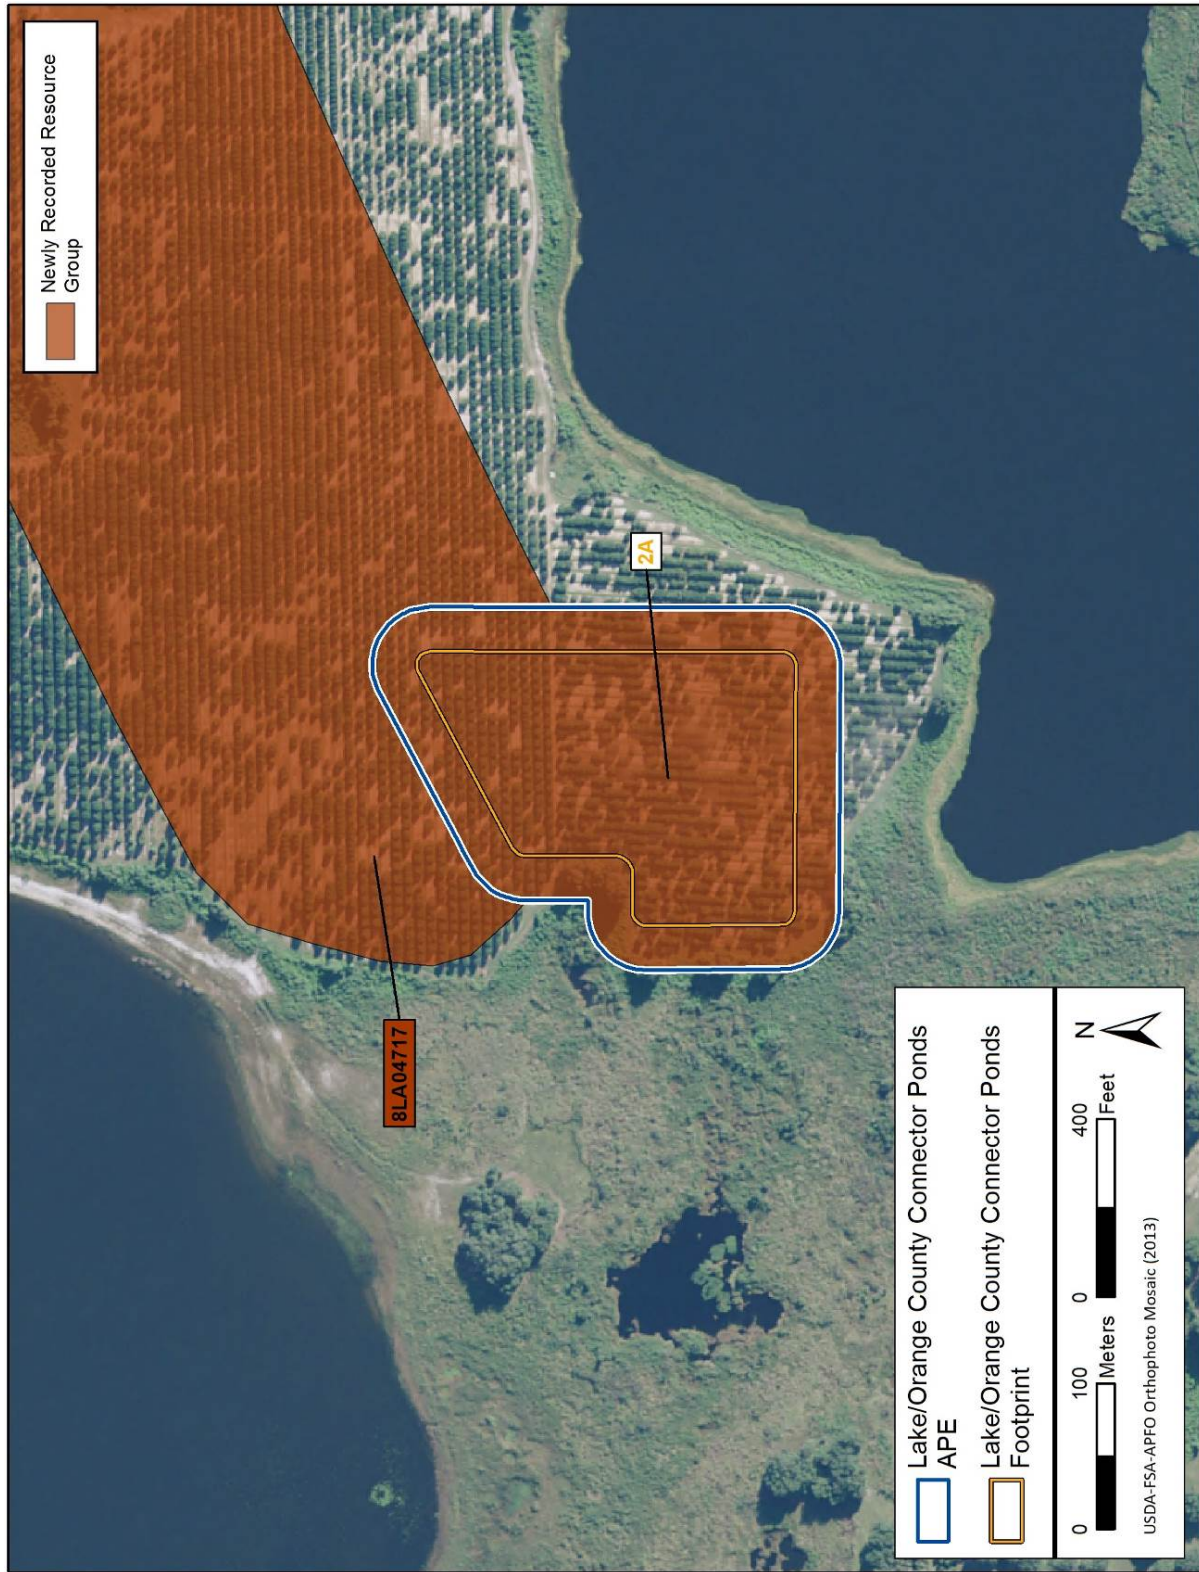 Newly Recorded Resource
Group
2A
8LA04717
Lake/Orange County Connector Ponds
APE
Lake/Orange County Connector Ponds
Footprint
0 100
Meters
0 400
Feet
N
USDA-FSA-APFO Orthophoto Mosaic (2013)